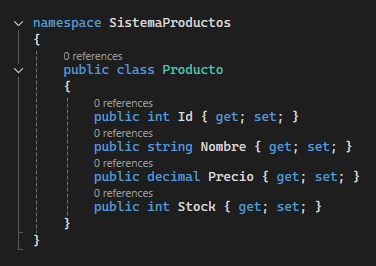 namespace SistemaProductos
{
0 references
public class Producto
{
0 references
public int Id { get; set; }
0 references
public string Nombre { get; set; }
0 references
public decimal Precio { get; set; }
0 references
public int Stock { get; set; }
}
}